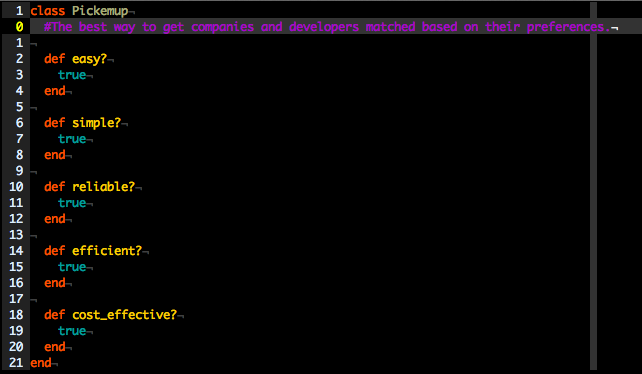 1 class Pickemup¬
0   #The best way to get companies and developers matched based on their preferences.¬
1 ¬
2   def easy?¬
3     true¬
4   end¬
5 ¬
6   def simple?¬
7     true¬
8   end¬
9 ¬
10   def reliable?¬
11     true¬
12   end¬
13 ¬
14   def efficient?¬
15     true¬
16   end¬
17 ¬
18   def cost_effective?¬
19     true¬
20   end¬
21 end¬